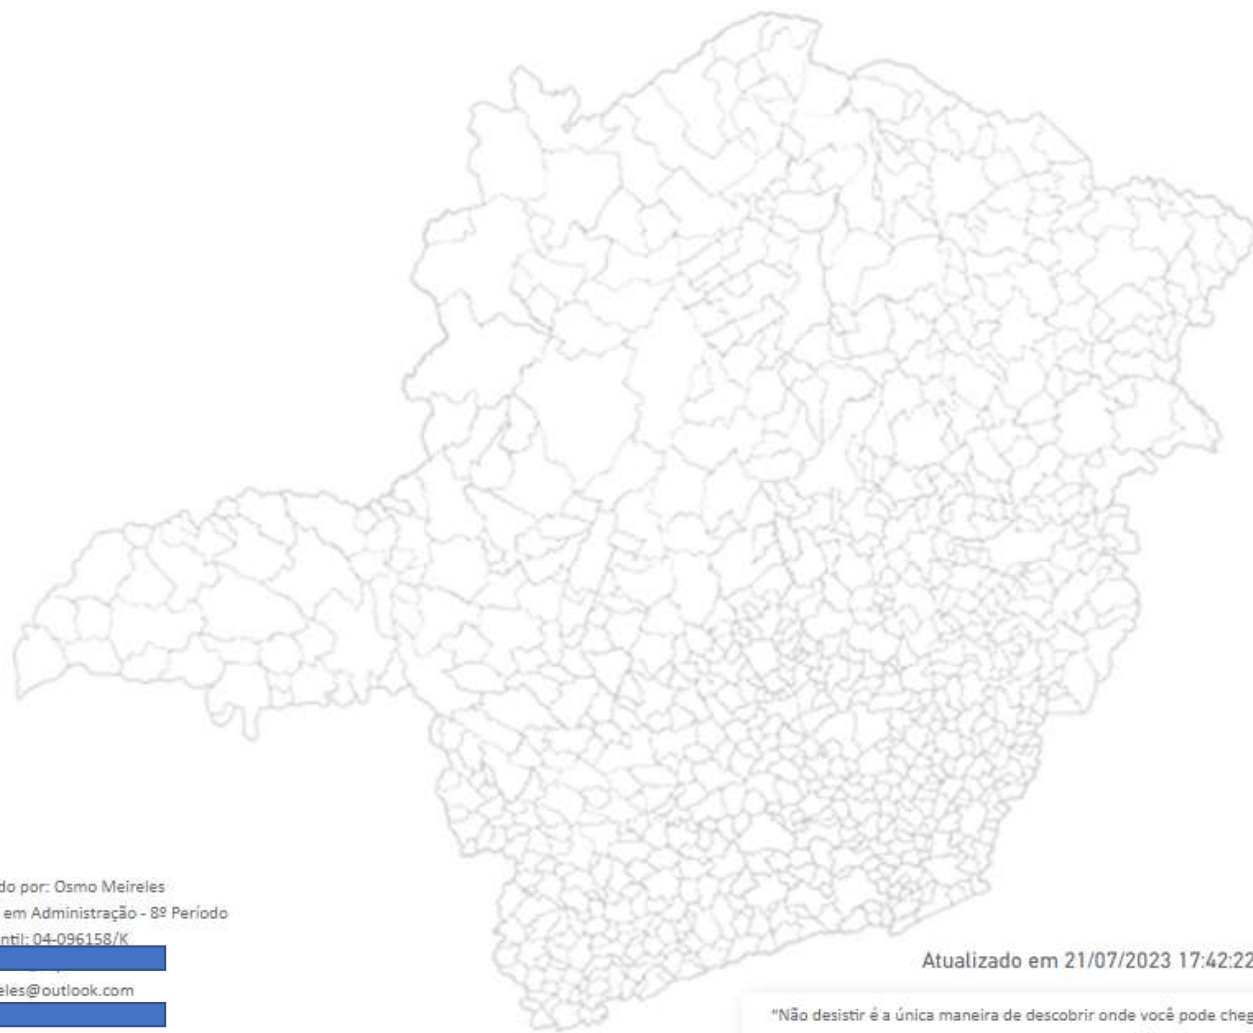 do por: Osmo Meireles
em Administração - 8º Período
ntil: 04-096158/K
eles@outlook.com
Atualizado em 21/07/2023 17:42:22
"Não desistir é a única maneira de descobrir onde você pode cheg